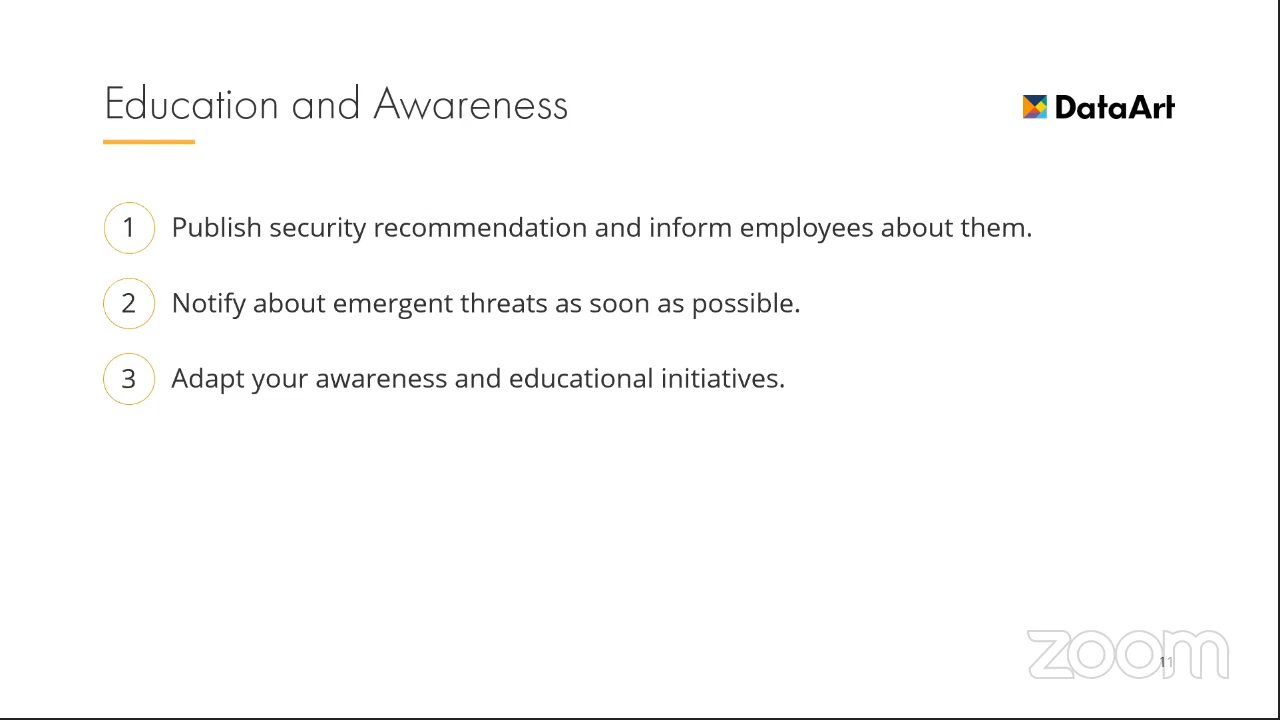 Education and Awareness
DataArt
1 Publish security recommendation and inform employees about them.
2 Notify about emergent threats as soon as possible.
3 Adapt your awareness and educational initiatives.
zoom
11